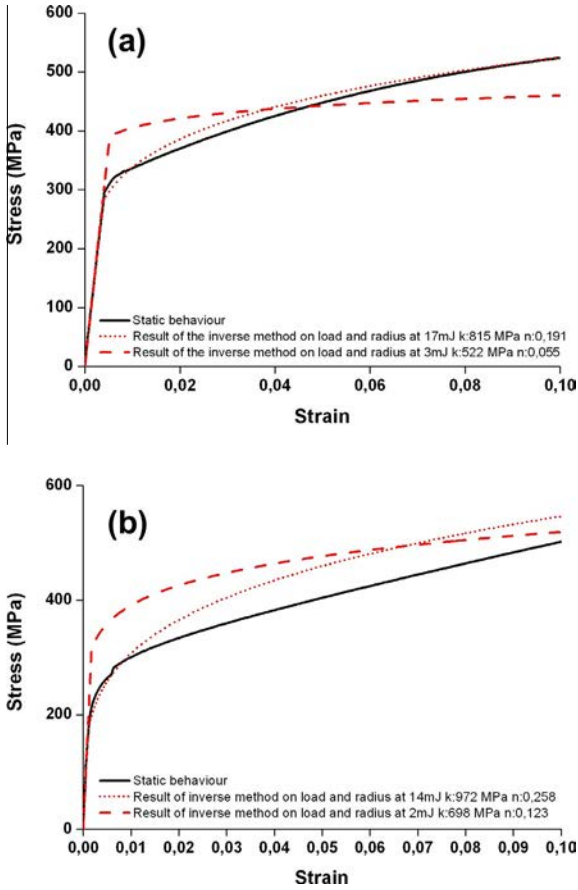 (a)
600
500
400
300
200
100
0
Stress (MPa)
Static behaviour
Result of the inverse method on load and radius at 17mJ k:815 MPa n:0,191
Result of the inverse method on load and radius at 3mJ k:522 MPa n:0,055
0,00 0,02 0,04 0,06 0,08 0,10
Strain
(b)
600
400
200
0
Stress (MPa)
Static behaviour
Result of inverse method on load and radius at 14mJ k:972 MPa n:0,258
Result of inverse method on load and radius at 2mJ k:698 MPa n:0,123
0,00 0,01 0,02 0,03 0,04 0,05 0,06 0,07 0,08 0,09 0,10
Strain